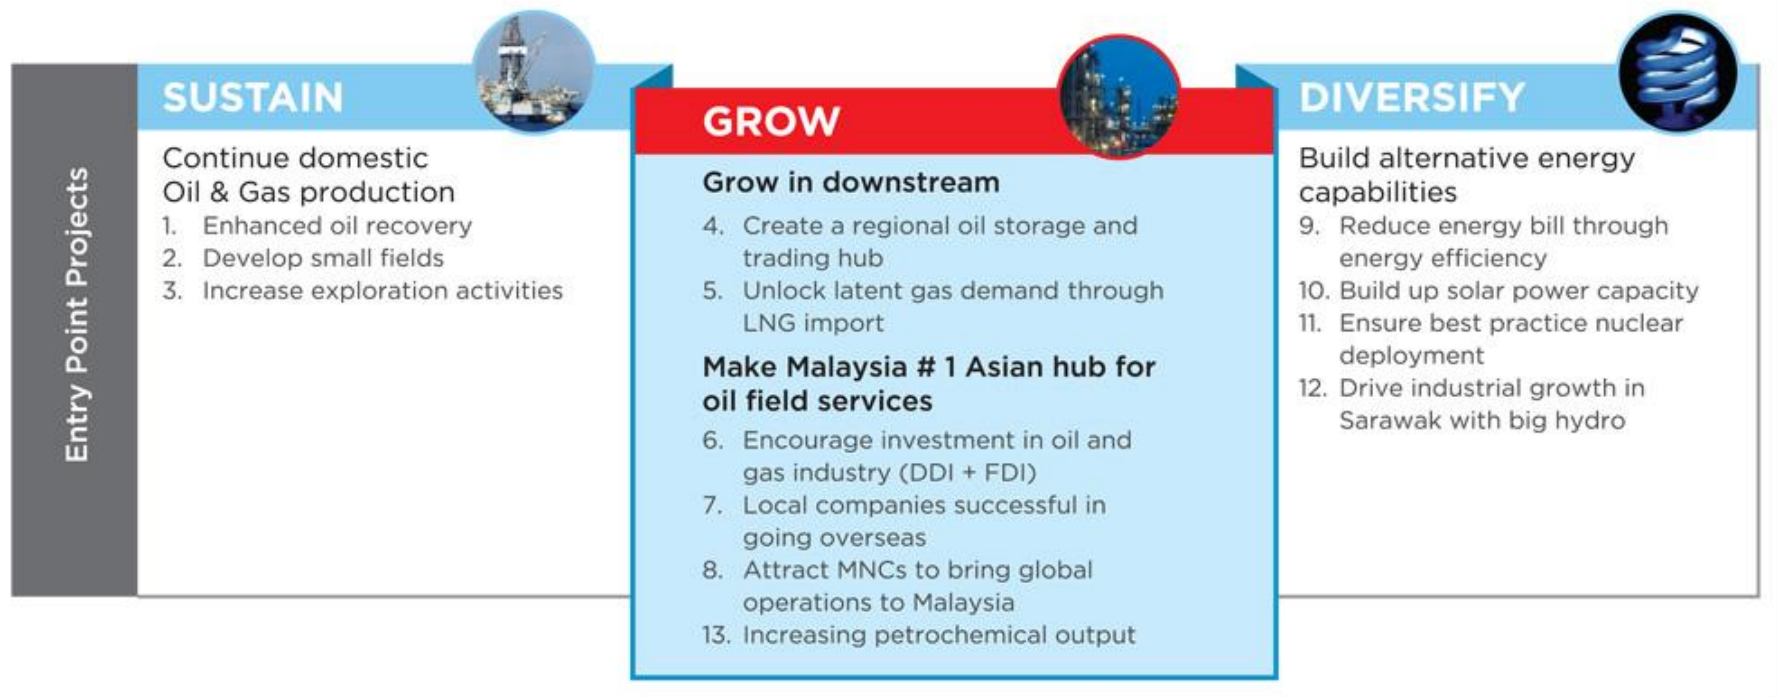 Entry Point Projects
SUSTAIN
Continue domestic
Oil & Gas production
1. Enhanced oil recovery
2. Develop small fields
3. Increase exploration activities
GROW
Grow in downstream
4. Create a regional oil storage and
trading hub
5. Unlock latent gas demand through
LNG import
Make Malaysia # 1 Asian hub for
oil field services
6. Encourage investment in oil and
gas industry (DDI + FDI)
7. Local companies successful in
going overseas
8. Attract MNCs to bring global
operations to Malaysia
13. Increasing petrochemical output
DIVERSIFY
Build alternative energy
capabilities
9. Reduce energy bill through
energy efficiency
10. Build up solar power capacity
11. Ensure best practice nuclear
deployment
12. Drive industrial growth in
Sarawak with big hydro